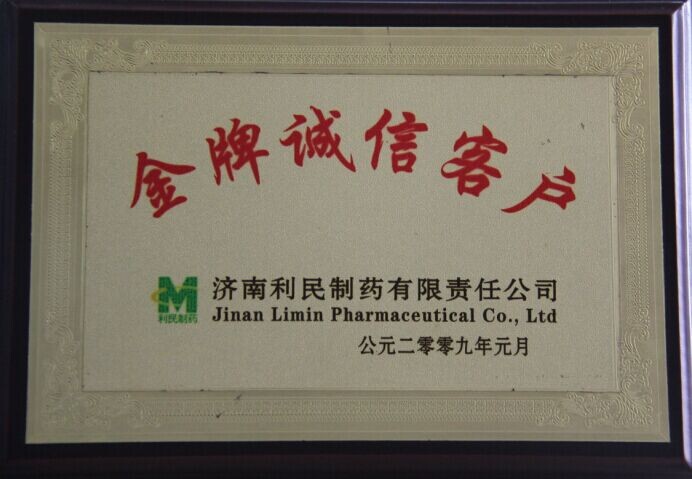 金牌诚信客户
利民制药
济南利民制药有限责任公司
Jinan Limin Pharmaceutical Co., Ltd
公元二零零九年元月